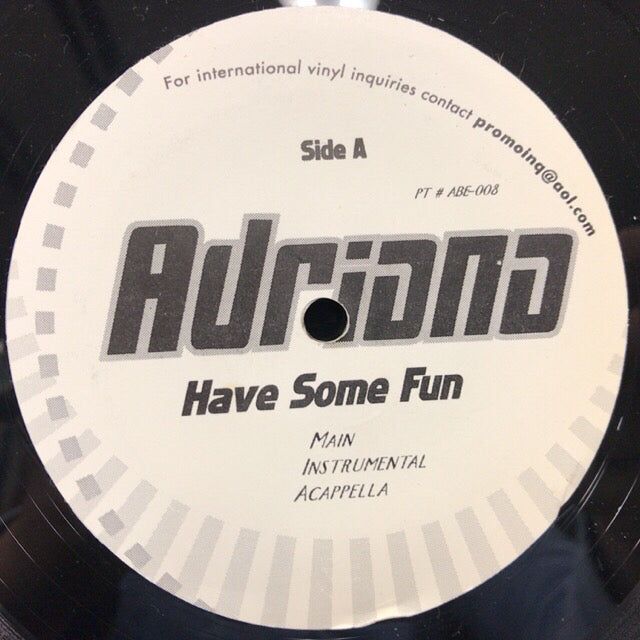 For international vinyl inquiries contact promoinq@aol.com
Side A
PT # ABE-008
Adriana
Have Some Fun
Main
Instrumental
Acappella